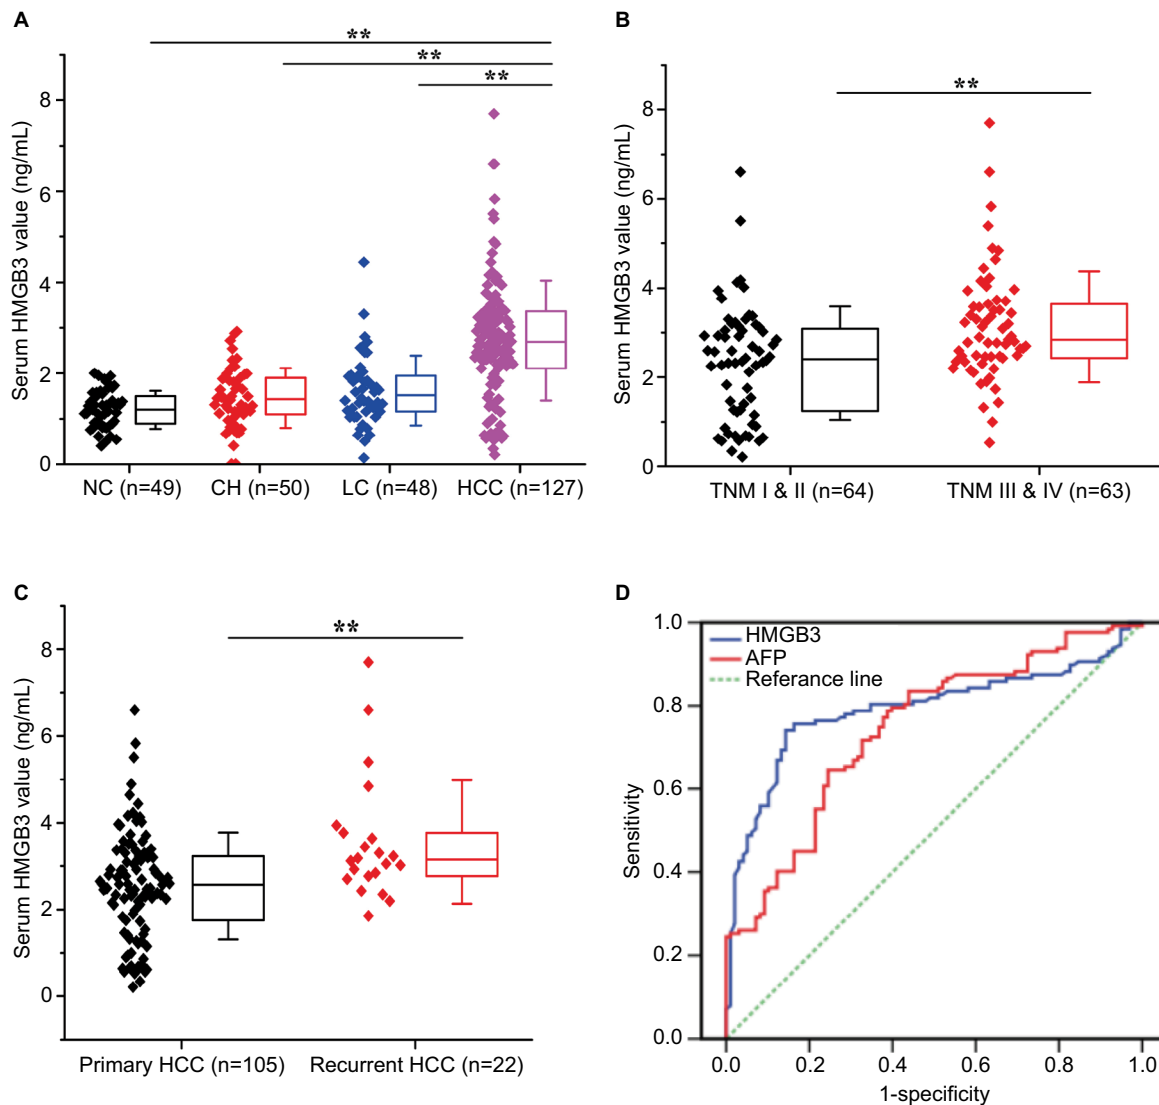 A
**
**
**
Serum HMGB3 value (ng/mL)
8
6
4
2
0
NC (n=49) CH (n=50) LC (n=48) HCC (n=127)
B
**
Serum HMGB3 value (ng/mL)
8
6
4
2
0
TNM I & II (n=64) TNM III & IV (n=63)
C
**
Serum HMGB3 value (ng/mL)
8
6
4
2
0
Primary HCC (n=105) Recurrent HCC (n=22)
D
HMGB3
AFP
Referance line
Sensitivity
1.0
0.8
0.6
0.4
0.2
0.0
0.0 0.2 0.4 0.6 0.8 1.0
1-specificity